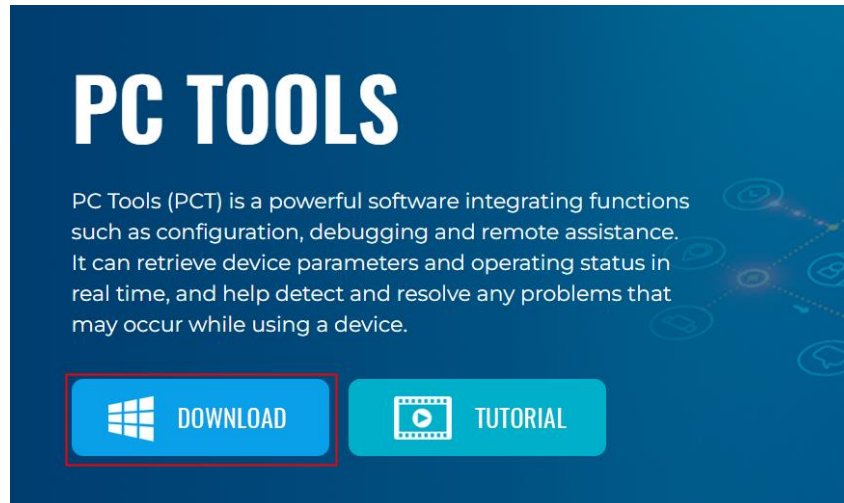 PC TOOLS
PC Tools (PCT) is a powerful software integrating functions
such as configuration, debugging and remote assistance.
It can retrieve device parameters and operating status in
real time, and help detect and resolve any problems that
may occur while using a device.
DOWNLOAD
TUTORIAL